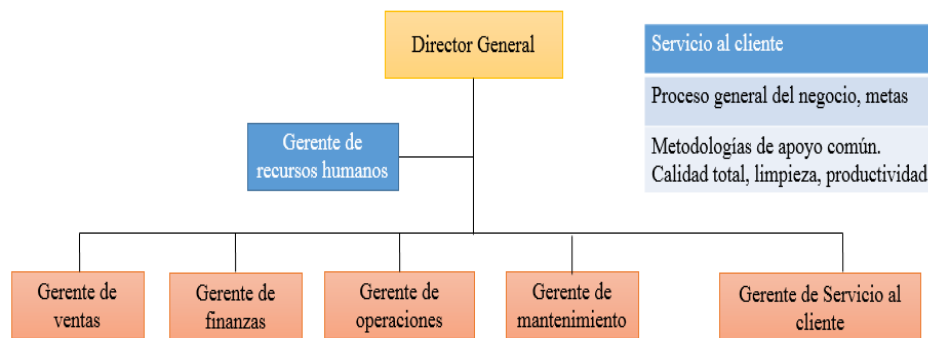 Director General
Servicio al cliente
Proceso general del negocio, metas
Metodologías de apoyo común.
Calidad total, limpieza, productividad
Gerente de
recursos humanos
Gerente de
ventas
Gerente de
finanzas
Gerente de
operaciones
Gerente de
mantenimiento
Gerente de Servicio al
cliente